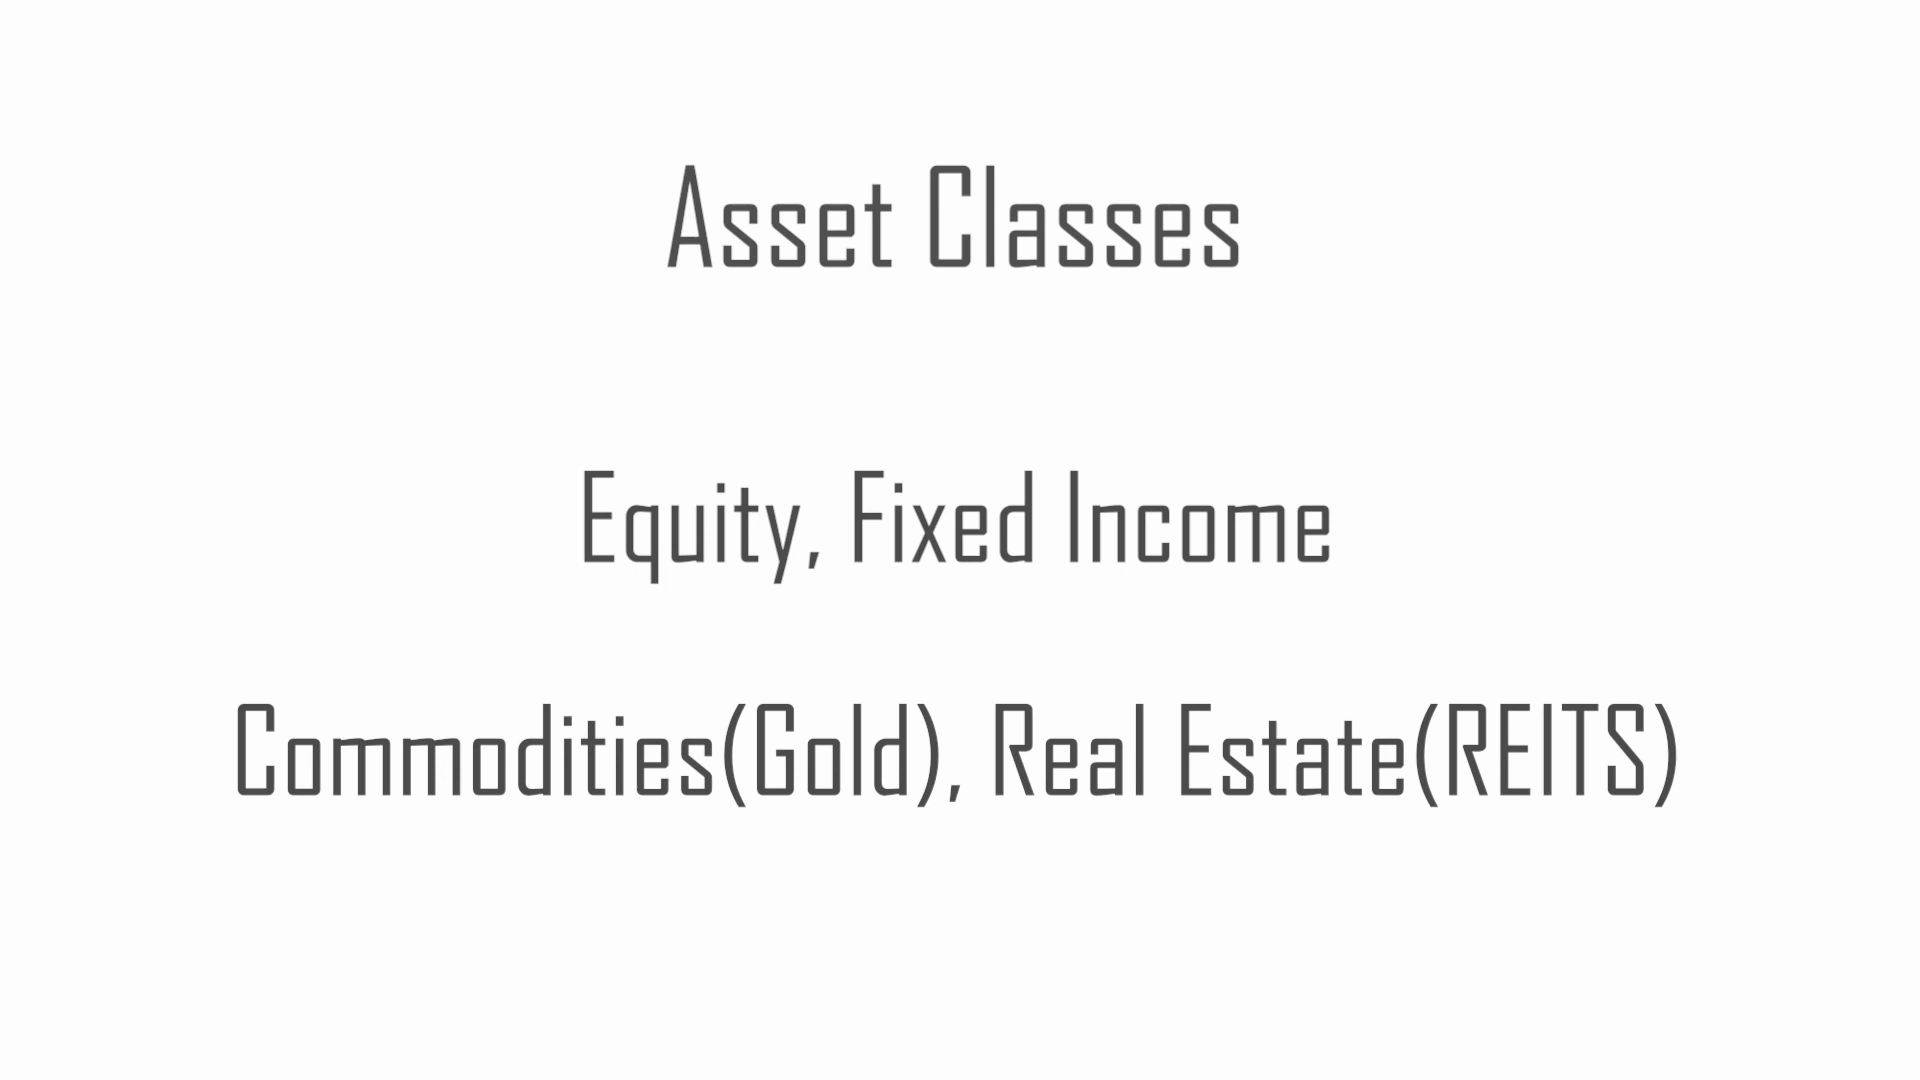 Asset Classes
Equity, Fixed Income
Commodities(Gold), Real Estate(REITS)